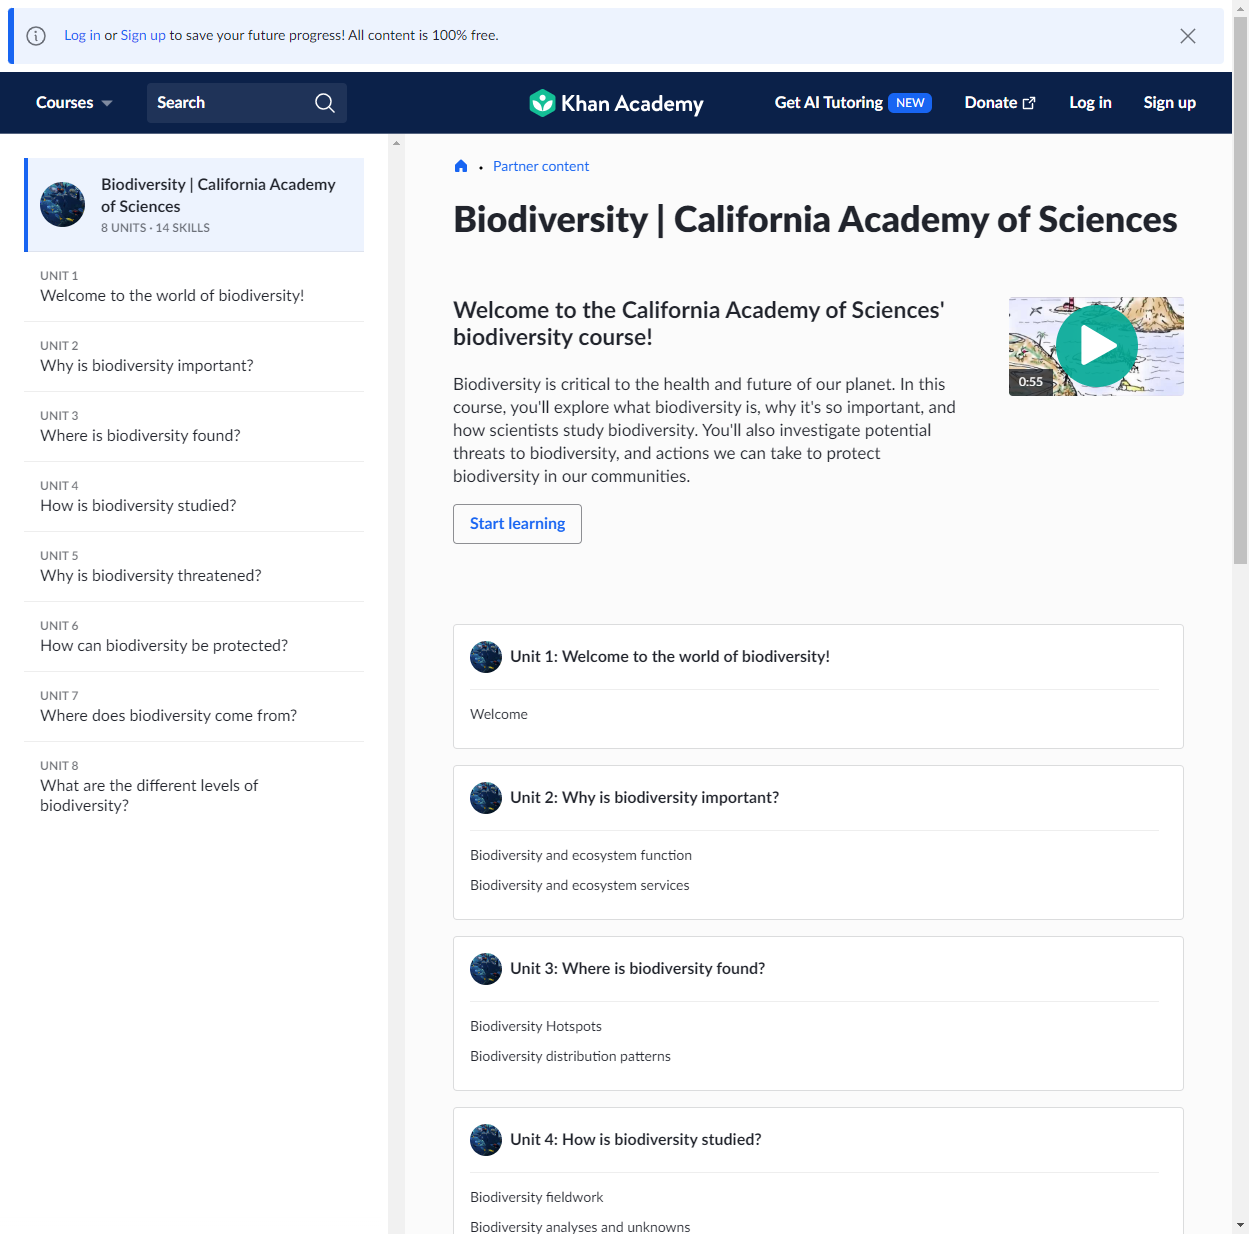 Log in or Sign up to save your future progress! All content is 100% free.
Courses
Search
Khan Academy
Get AI Tutoring NEW
Donate
Log in
Sign up
Biodiversity | California Academy
of Sciences
8 UNITS · 14 SKILLS
UNIT 1
Welcome to the world of biodiversity!
UNIT 2
Why is biodiversity important?
UNIT 3
Where is biodiversity found?
UNIT 4
How is biodiversity studied?
UNIT 5
Why is biodiversity threatened?
UNIT 6
How can biodiversity be protected?
UNIT 7
Where does biodiversity come from?
UNIT 8
What are the different levels of
biodiversity?
Partner content
Biodiversity | California Academy of Sciences
Welcome to the California Academy of Sciences'
biodiversity course!
Biodiversity is critical to the health and future of our planet. In this
course, you'll explore what biodiversity is, why it's so important, and
how scientists study biodiversity. You'll also investigate potential
threats to biodiversity, and actions we can take to protect
biodiversity in our communities.
0:55
Start learning
Unit 1: Welcome to the world of biodiversity!
Welcome
Unit 2: Why is biodiversity important?
Biodiversity and ecosystem function
Biodiversity and ecosystem services
Unit 3: Where is biodiversity found?
Biodiversity Hotspots
Biodiversity distribution patterns
Unit 4: How is biodiversity studied?
Biodiversity fieldwork
Biodiversity analyses and unknowns